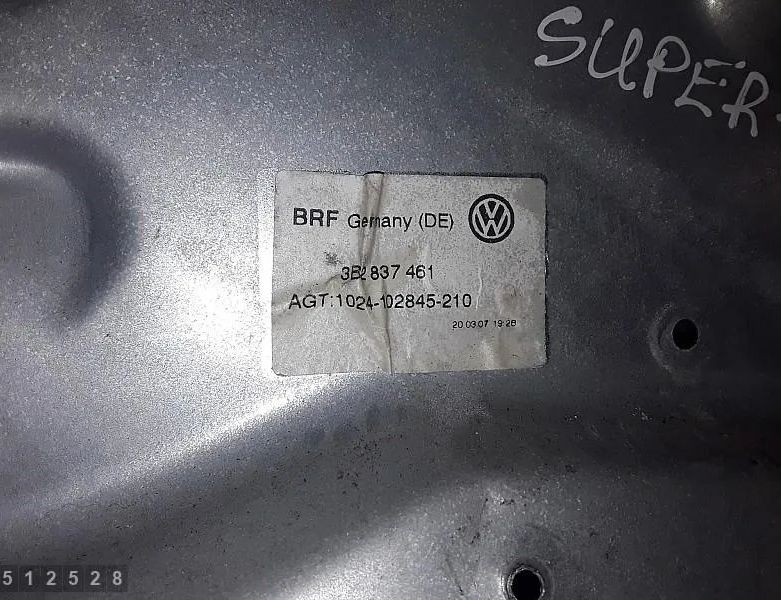 SUPER
BRF Gemany (DE)
3B2 837 461
AGT:1024-102845-210
20 03 07 19:28
512528